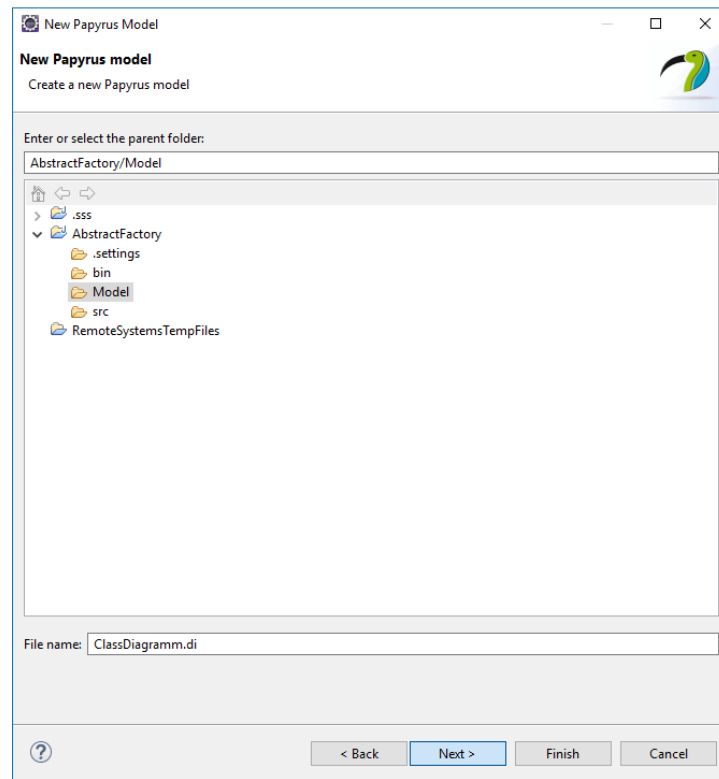 New Papyrus Model
New Papyrus model
Create a new Papyrus model
Enter or select the parent folder:
AbstractFactory/Model
.sss
AbstractFactory
.settings
bin
Model
src
RemoteSystemsTempFiles
File name: ClassDiagramm.di
? < Back Next > Finish Cancel